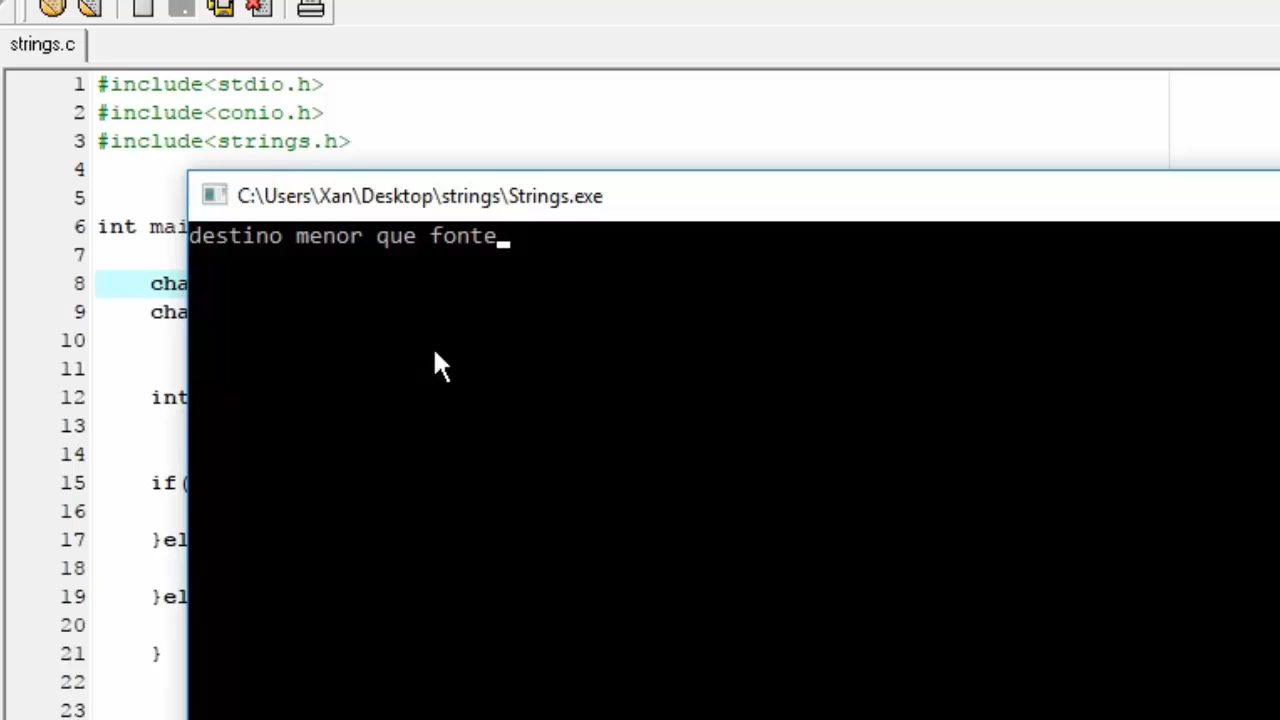 strings.c
1 #include<stdio.h>
2 #include<conio.h>
3 #include<strings.h>
4
C:\Users\Xan\Desktop\strings\Strings.exe
5
6 int mai
destino menor que fonte
7
8 cha
9 cha
10
11
12 int
13
14
15 if(
16
17 }el
18
19 }el
20
21 }
22
23